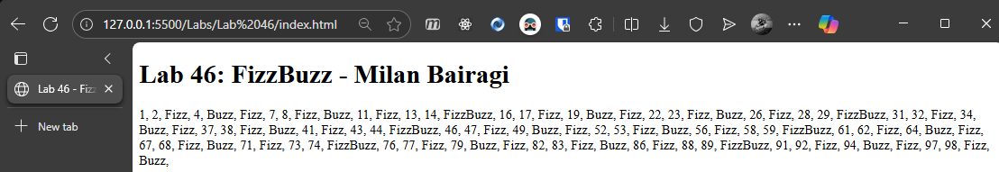 127.0.0.1:5500/Labs/Lab%2046/index.html
Lab 46 - Fizz
New tab
Lab 46: FizzBuzz - Milan Bairagi
1, 2, Fizz, 4, Buzz, Fizz, 7, 8, Fizz, Buzz, 11, Fizz, 13, 14, FizzBuzz, 16, 17, Fizz, 19, Buzz, Fizz, 22, 23, Fizz, Buzz, 26, Fizz, 28, 29, FizzBuzz, 31, 32, Fizz, 34,
Buzz, Fizz, 37, 38, Fizz, Buzz, 41, Fizz, 43, 44, FizzBuzz, 46, 47, Fizz, 49, Buzz, Fizz, 52, 53, Fizz, Buzz, 56, Fizz, 58, 59, FizzBuzz, 61, 62, Fizz, 64, Buzz, Fizz,
67, 68, Fizz, Buzz, 71, Fizz, 73, 74, FizzBuzz, 76, 77, Fizz, 79, Buzz, Fizz, 82, 83, Fizz, Buzz, 86, Fizz, 88, 89, FizzBuzz, 91, 92, Fizz, 94, Buzz, Fizz, 97, 98, Fizz,
Buzz,